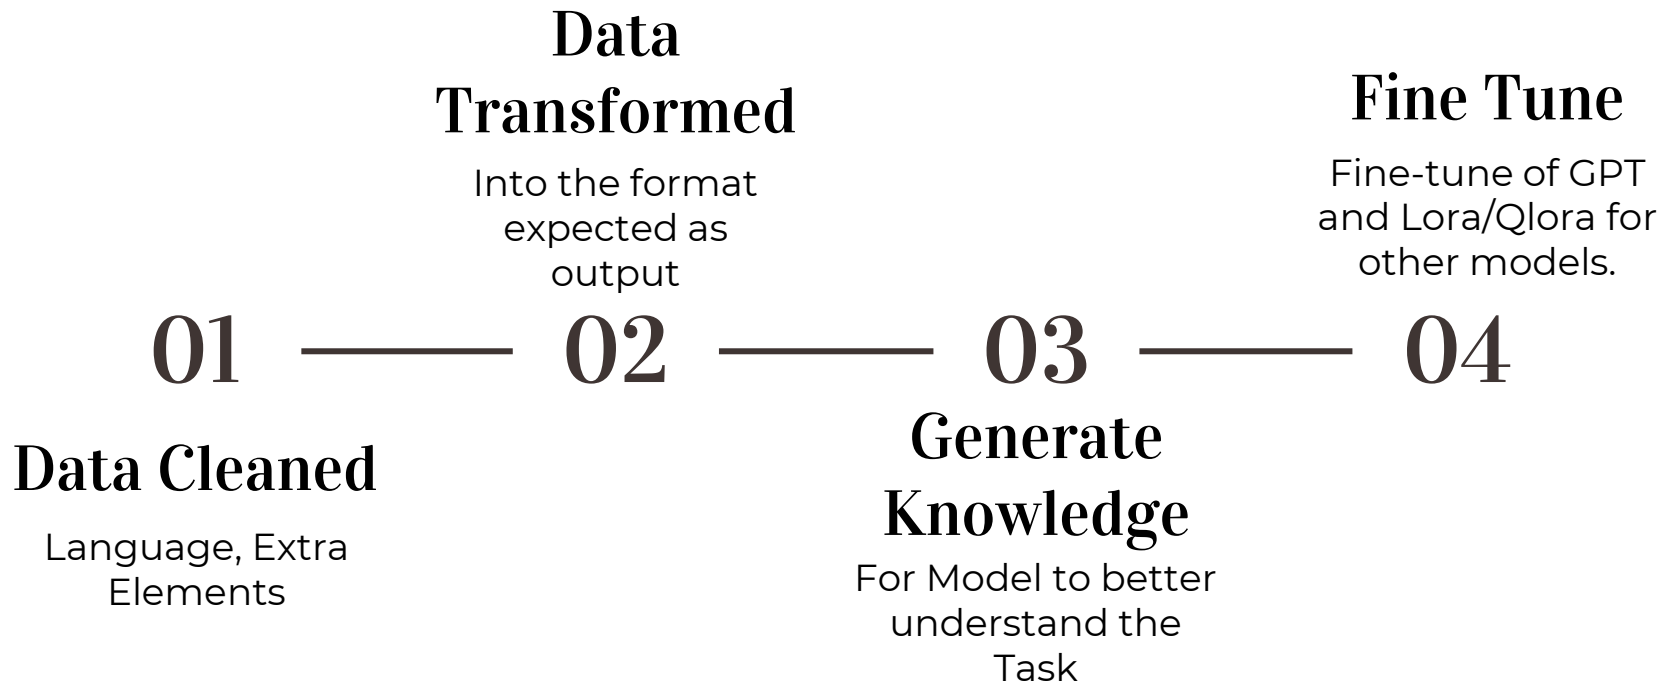 01
Data Cleaned
Language, Extra
Elements
02
Data
Transformed
Into the format
expected as
output
03
Generate
Knowledge
For Model to better
understand the
Task
04
Fine Tune
Fine-tune of GPT
and Lora/Qlora for
other models.